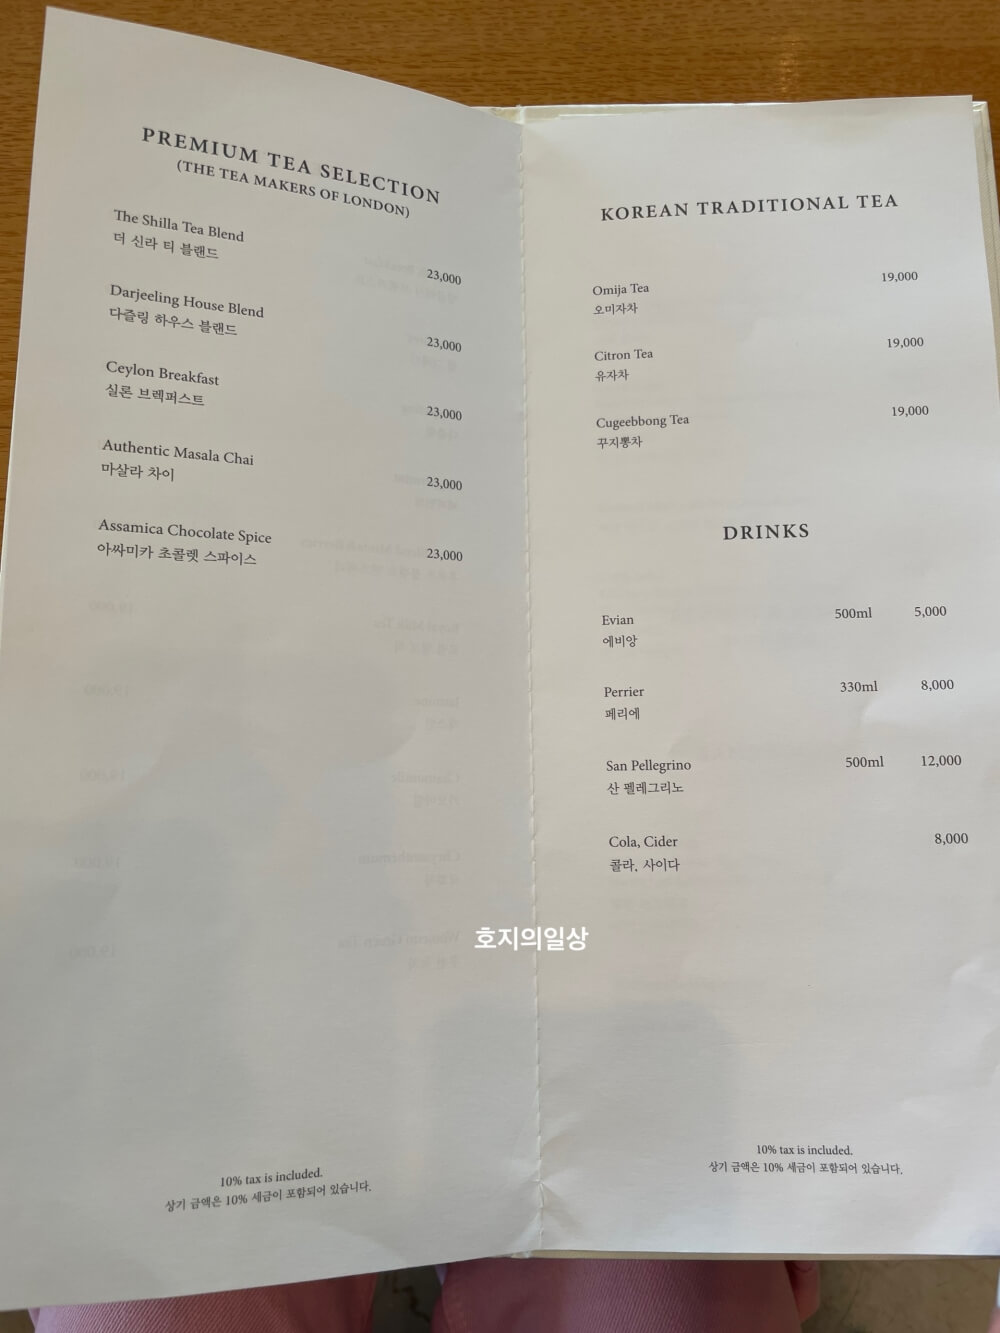 PREMIUM TEA SELECTION
(THE TEA MAKERS OF LONDON)
The Shilla Tea Blend
더 신라 티 블랜드
23,000
Darjeeling House Blend
다즐링 하우스 블랜드
23,000
Ceylon Breakfast
실론 브렉퍼스트
23,000
Authentic Masala Chai
마살라 차이
23,000
Assamica Chocolate Spice
아싸미카 초콜렛 스파이스
23,000
10% tax is included.
상기 금액은 10% 세금이 포함되어 있습니다.
KOREAN TRADITIONAL TEA
Omija Tea 19,000
오미자차
Citron Tea 19,000
유자차
Cugeebbong Tea 19,000
꾸지뽕차
DRINKS
Evian 500ml 5,000
에비앙
Perrier 330ml 8,000
페리에
San Pellegrino 500ml 12,000
산 펠레그리노
Cola, Cider 8,000
콜라, 사이다
호지의일상
10% tax is included.
상기 금액은 10% 세금이 포함되어 있습니다.